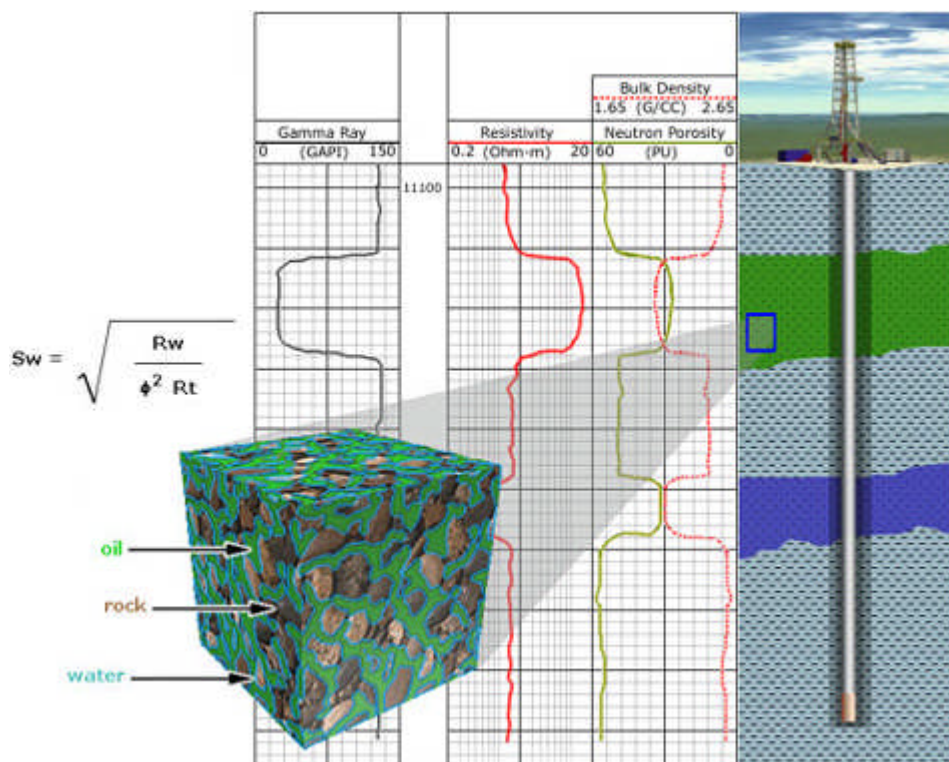 Bulk Density
1.65 (G/CC) 2.65
Gamma Ray
0 (GAPI) 150
Resistivity
0.2 (Ohm-m) 20
Neutron Porosity
60 (PU) 0
11100
Sw = √ Rw
ϕ² Rt
oil
rock
water